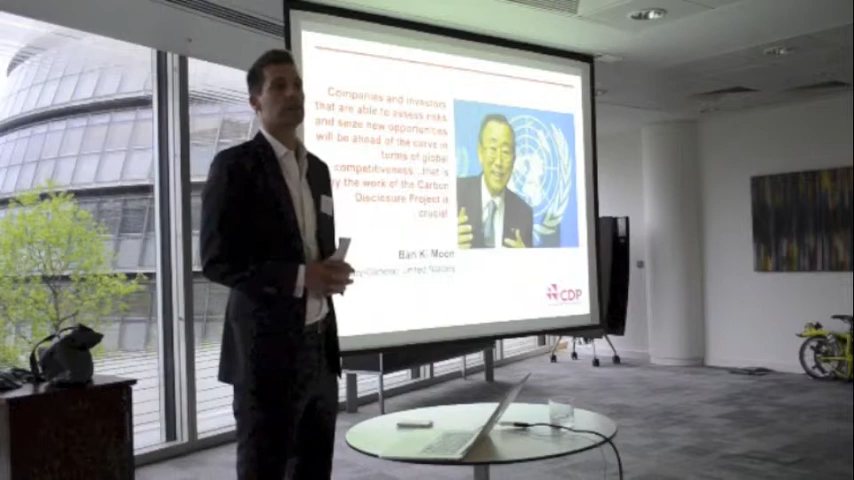 Companies and investors
that are able to assess risks
and seize new opportunities
will be ahead of the curve in
terms of global
competitiveness...that is
why the work of the Carbon
Disclosure Project is
crucial
Ban Ki Moon
United Nations
CDP